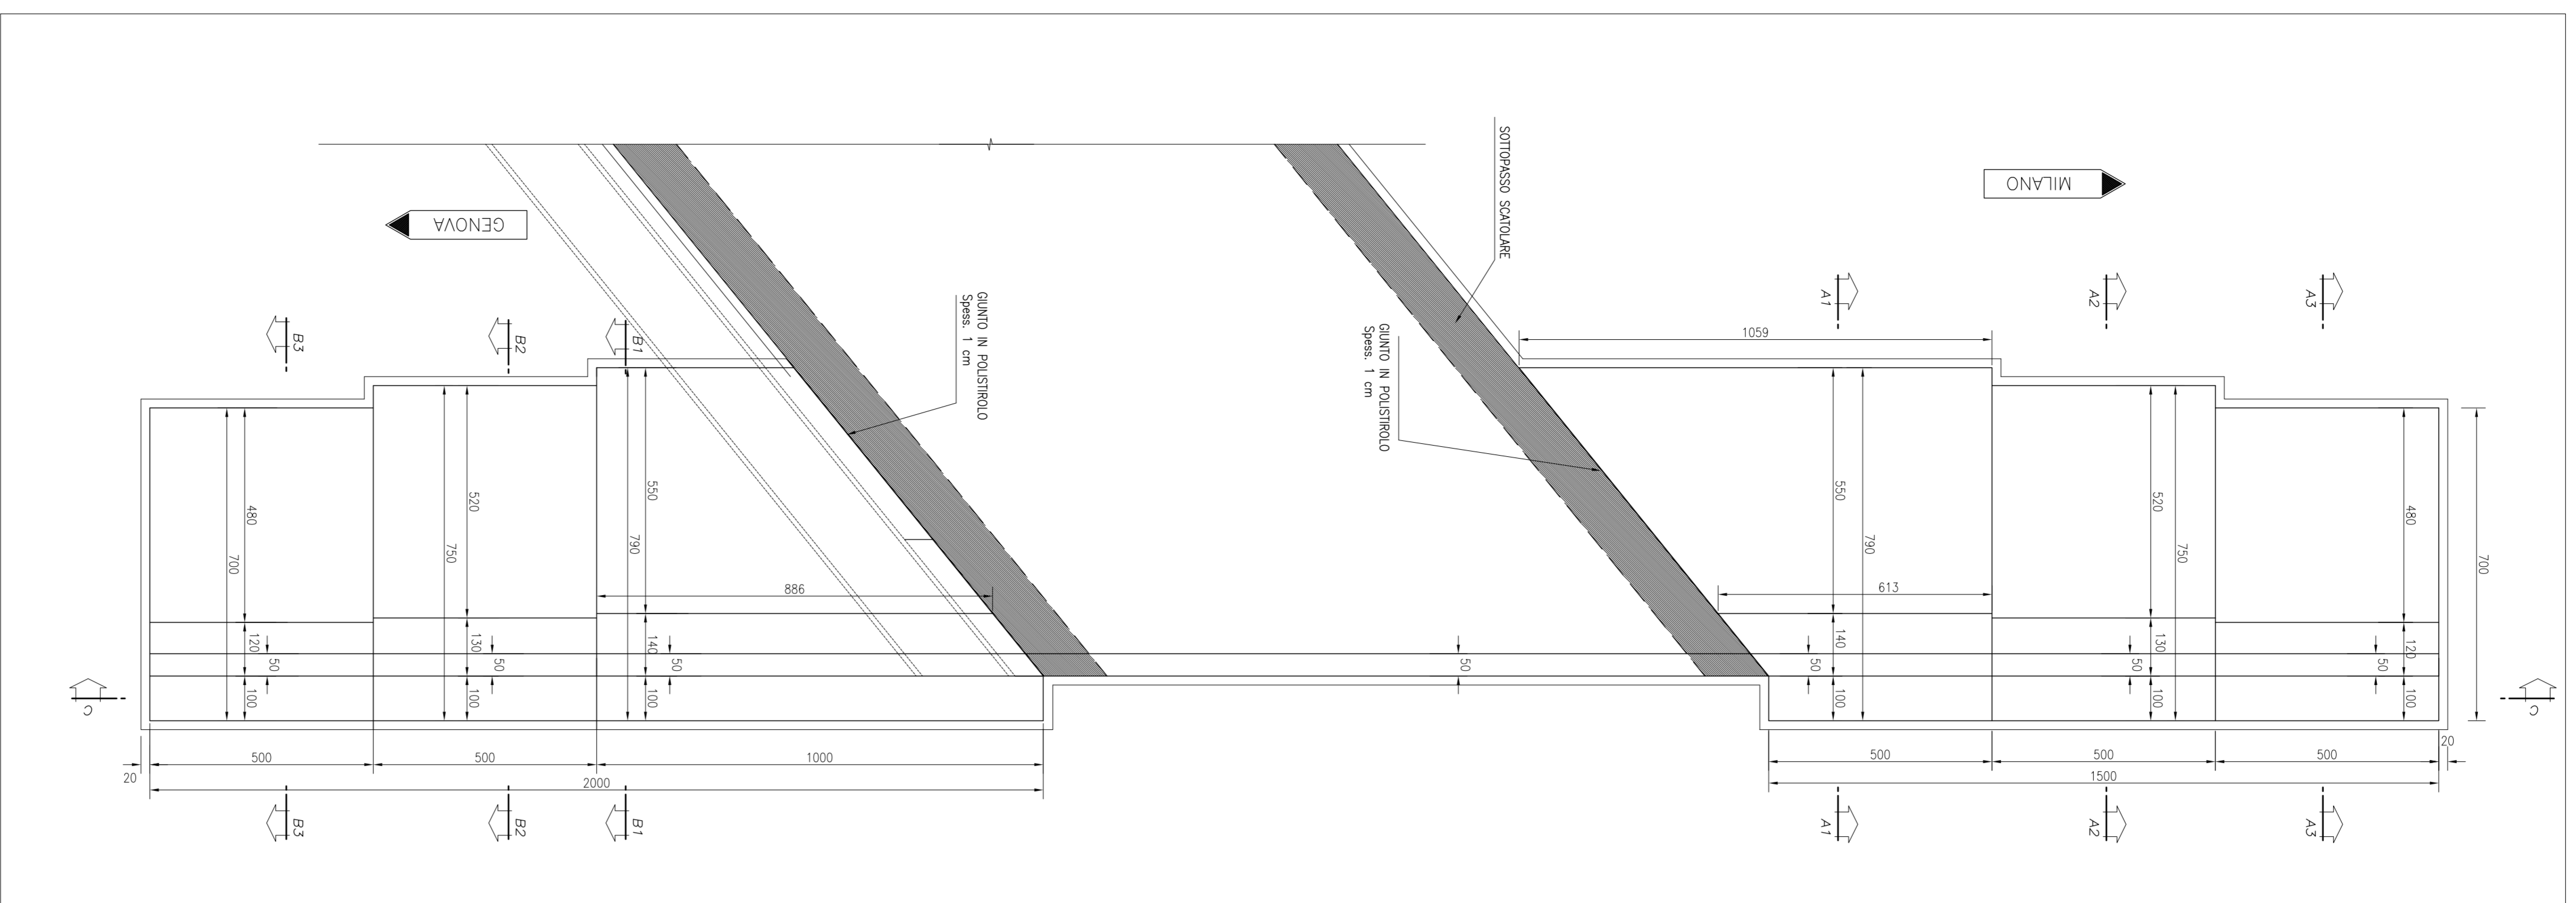 SOTTOPASSO SCATOLARE
MILANO
GENOVA
GIUNTO IN POLISTIROLO
Spess. 1 cm
GIUNTO IN POLISTIROLO
Spess. 1 cm
A1
A2
A3
B3
B2
B1
1059
700
480
700
120
50
100
520
750
130
50
100
550
790
140
50
100
886
50
613
550
790
140
50
100
520
750
130
50
100
480
120
50
100
C
C
20
500
500
1000
2000
500
500
500
1500
20
B3
B2
B1
A1
A2
A3